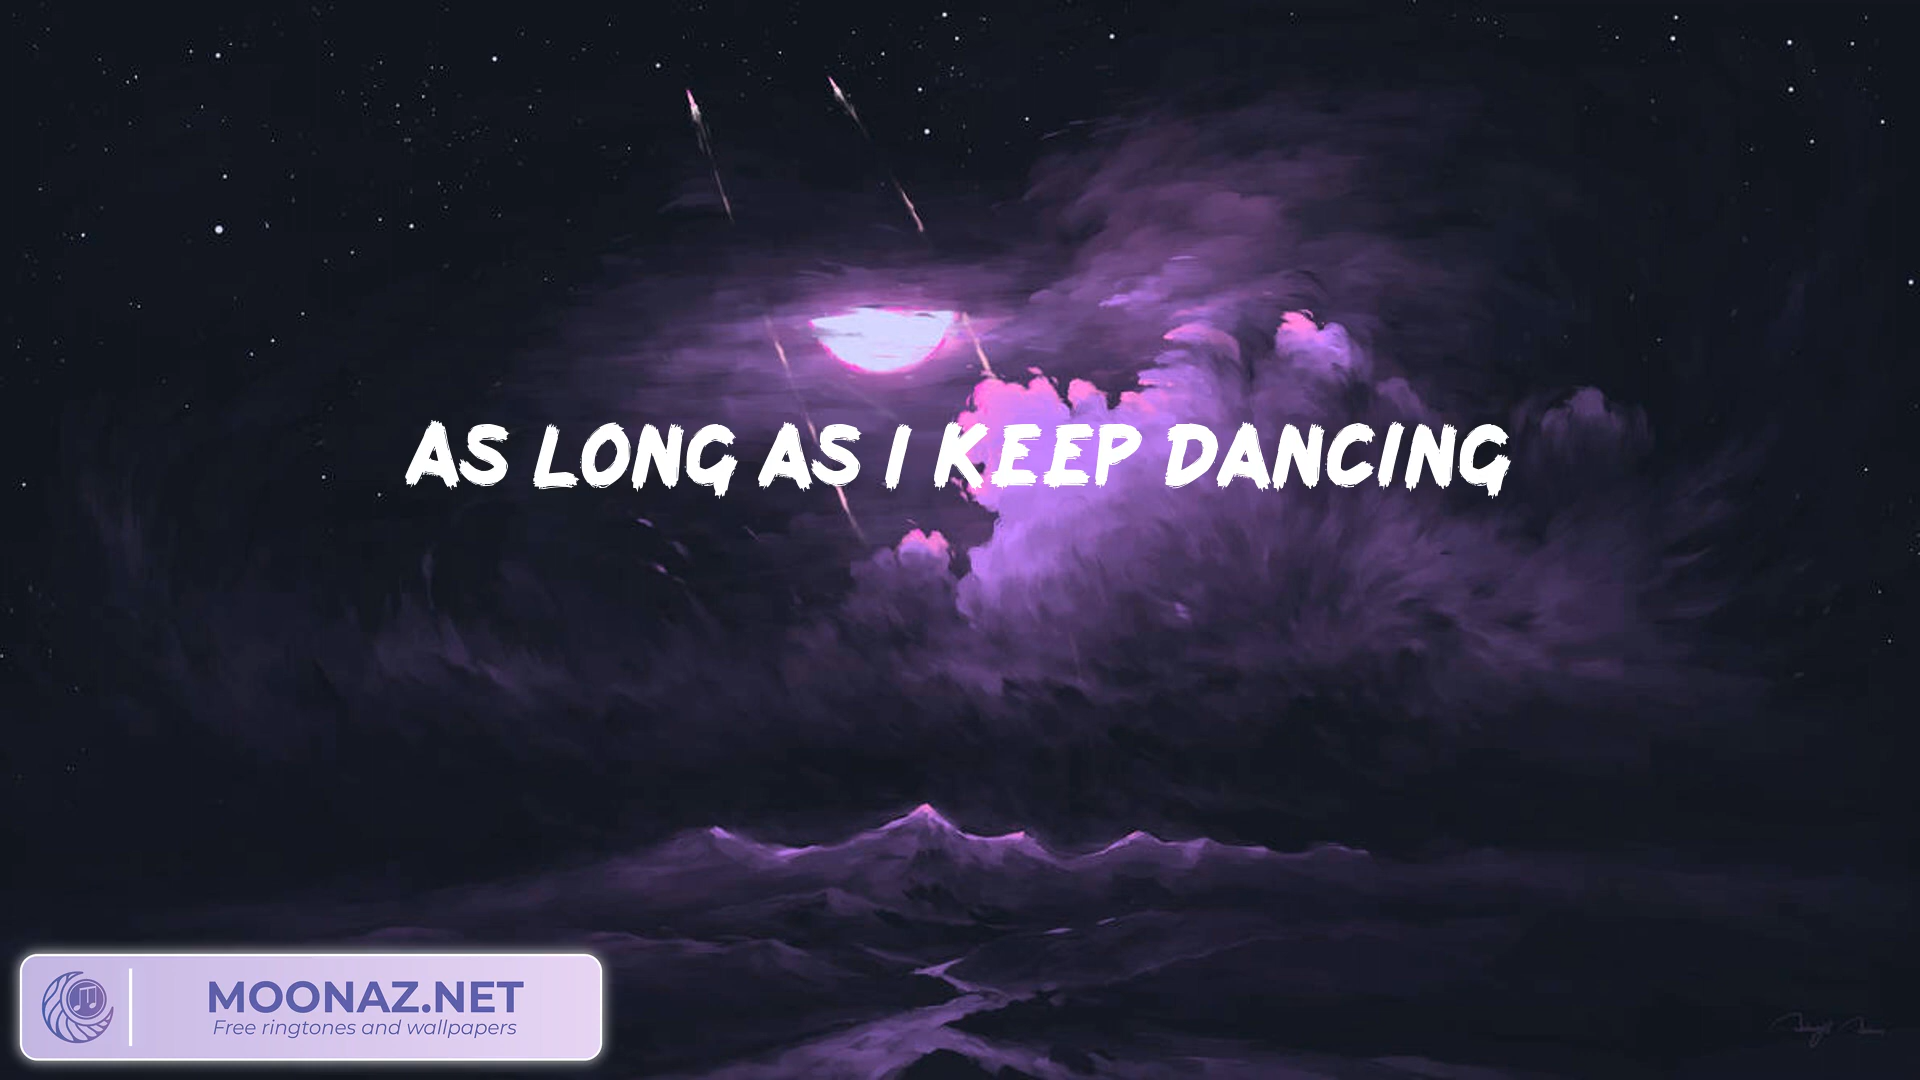 AS LONG AS I KEEP DANCING
MOONAZ.NET
Free ringtones and wallpapers